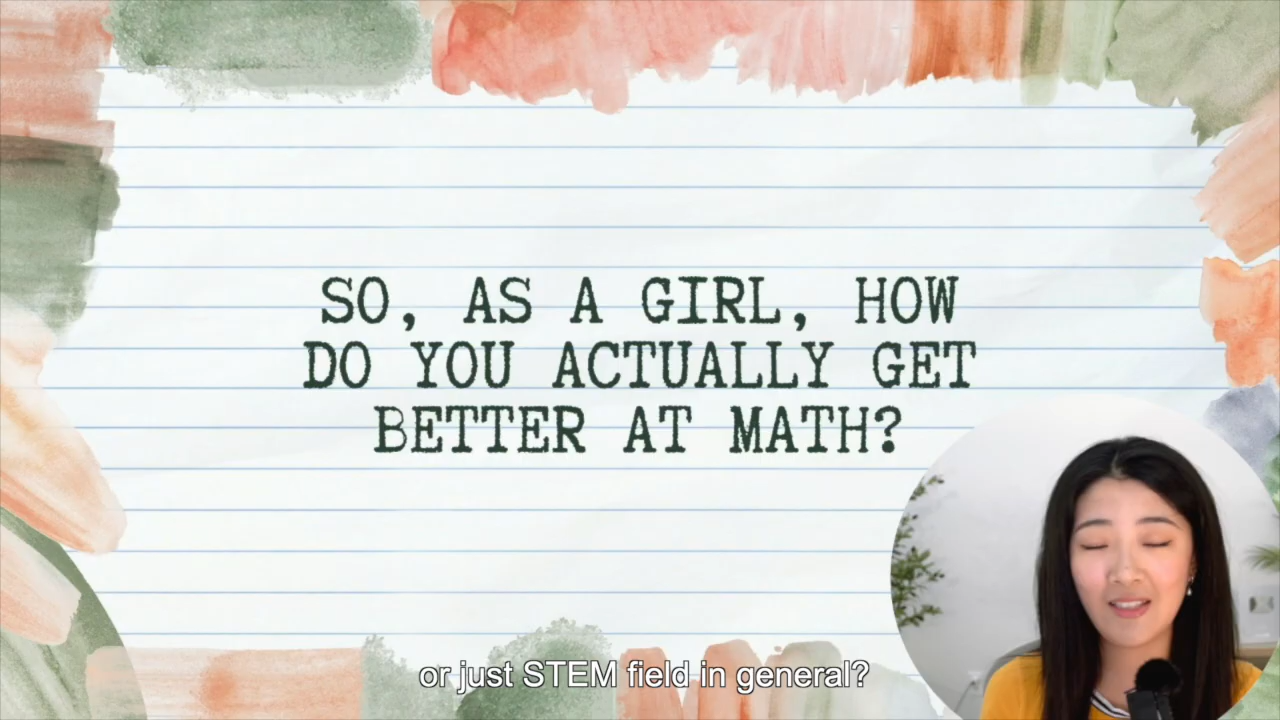 SO, AS A GIRL, HOW
DO YOU ACTUALLY GET
BETTER AT MATH?
or just STEM field in general?